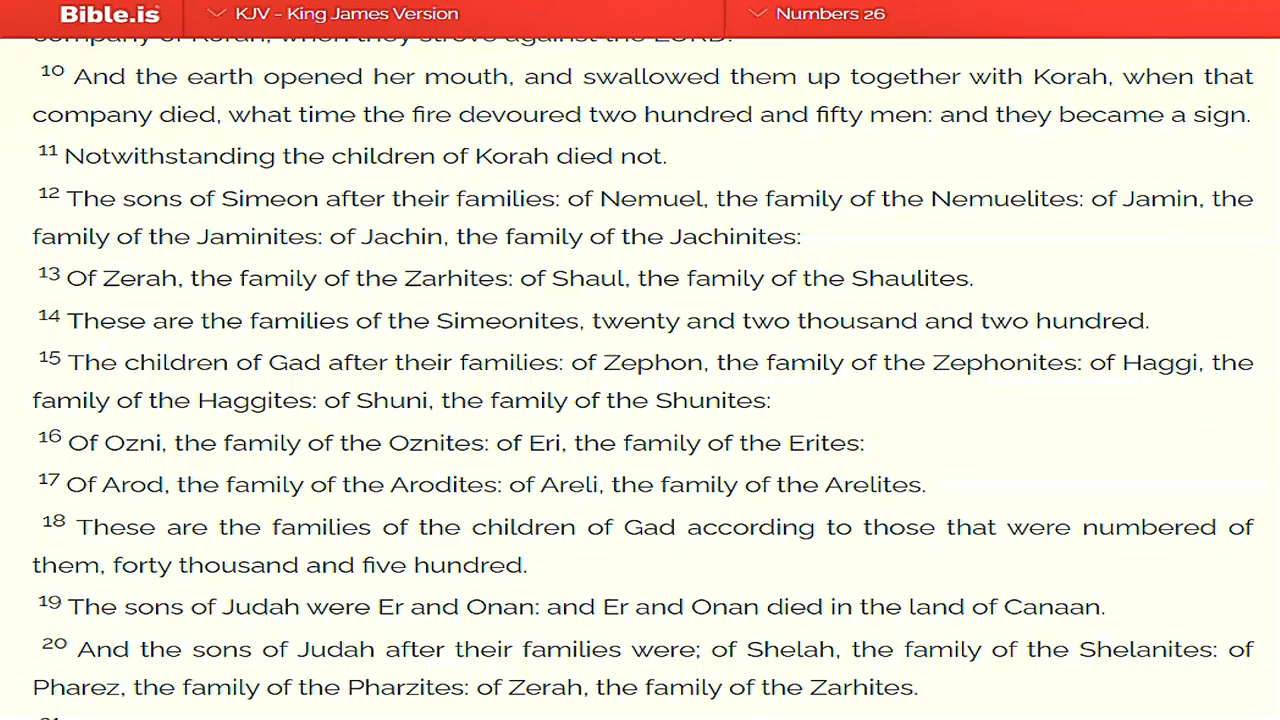 Bible.is KJV - King James Version Numbers 26
company of Korah, when they strove against the LORD:
10 And the earth opened her mouth, and swallowed them up together with Korah, when that
company died, what time the fire devoured two hundred and fifty men: and they became a sign.
11 Notwithstanding the children of Korah died not.
12 The sons of Simeon after their families: of Nemuel, the family of the Nemuelites: of Jamin, the
family of the Jaminites: of Jachin, the family of the Jachinites:
13 Of Zerah, the family of the Zarhites: of Shaul, the family of the Shaulites.
14 These are the families of the Simeonites, twenty and two thousand and two hundred.
15 The children of Gad after their families: of Zephon, the family of the Zephonites: of Haggi, the
family of the Haggites: of Shuni, the family of the Shunites:
16 Of Ozni, the family of the Oznites: of Eri, the family of the Erites:
17 Of Arod, the family of the Arodites: of Areli, the family of the Arelites.
18 These are the families of the children of Gad according to those that were numbered of
them, forty thousand and five hundred.
19 The sons of Judah were Er and Onan: and Er and Onan died in the land of Canaan.
20 And the sons of Judah after their families were; of Shelah, the family of the Shelanites: of
Pharez, the family of the Pharzites: of Zerah, the family of the Zarhites.